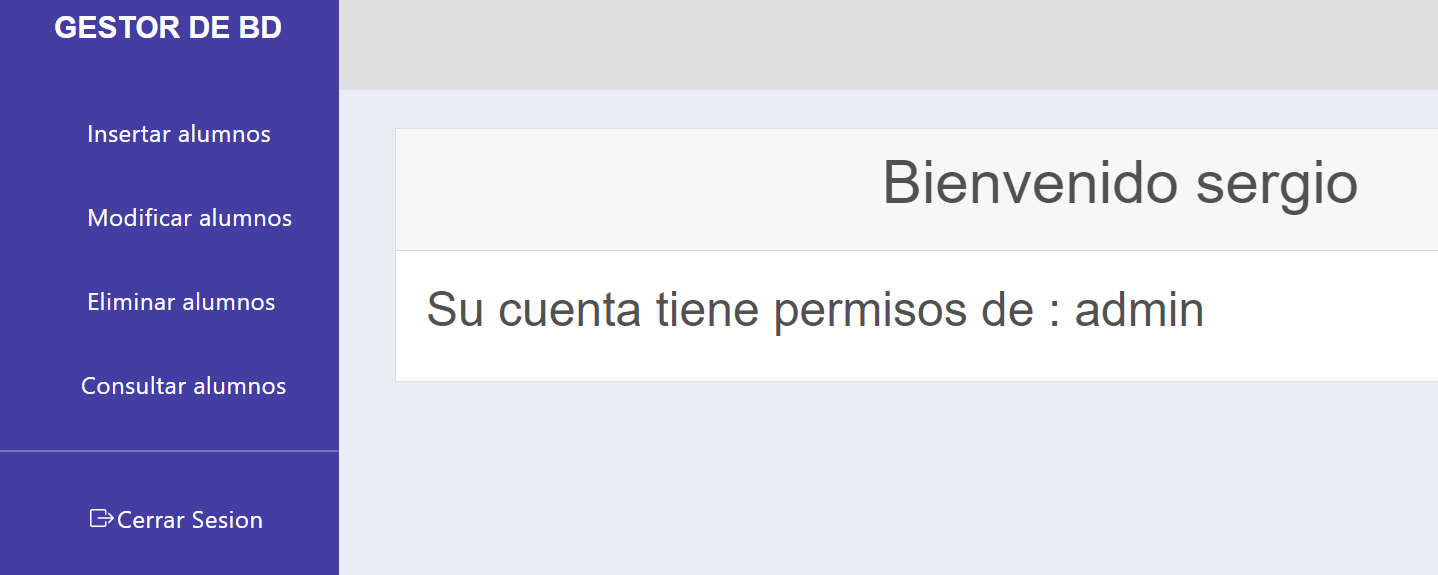 GESTOR DE BD
Insertar alumnos
Modificar alumnos
Eliminar alumnos
Consultar alumnos
Cerrar Sesion
Bienvenido sergio
Su cuenta tiene permisos de : admin